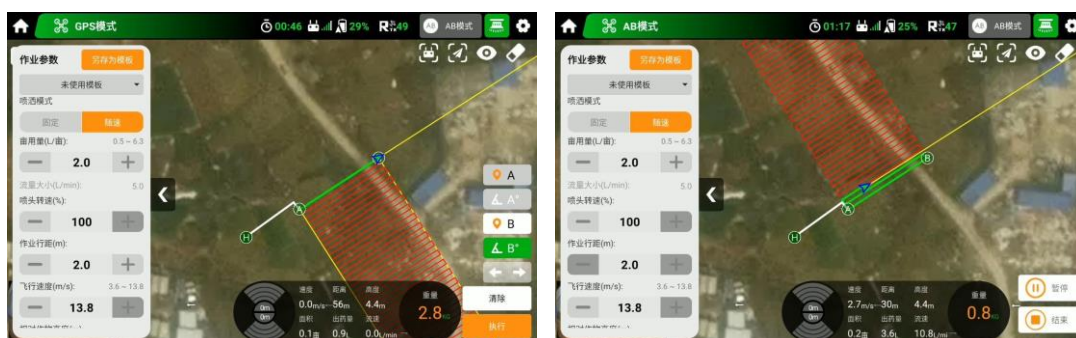 GPS模式
00:46
29%
R 49
AB模式
作业参数
另存为模板
未使用模板
喷洒模式
固定
随速
亩用量(L/亩):
0.5 ~ 6.3
2.0
流量大小(L/min):
5.0
喷头转速(%):
100
作业行距(m):
2.0
飞行速度(m/s):
3.6 ~ 13.8
13.8
A
B
H
A
A°
B
B°
清除
执行
0m
0m
速度
距离
高度
0.0m/s
56m
4.4m
面积
出药量
流速
0.1亩
0.9L
0.0L/min
重量
2.8KG
AB模式
01:17
25%
R 47
AB模式
作业参数
另存为模板
未使用模板
喷洒模式
固定
随速
亩用量(L/亩):
0.5 ~ 6.3
2.0
流量大小(L/min):
5.0
喷头转速(%):
100
作业行距(m):
2.0
飞行速度(m/s):
3.6 ~ 13.8
13.8
B
A
H
0m
0m
速度
距离
高度
2.7m/s
30m
4.4m
面积
出药量
流速
0.2亩
3.6L
10.8L/min
重量
0.8KG
暂停
结束